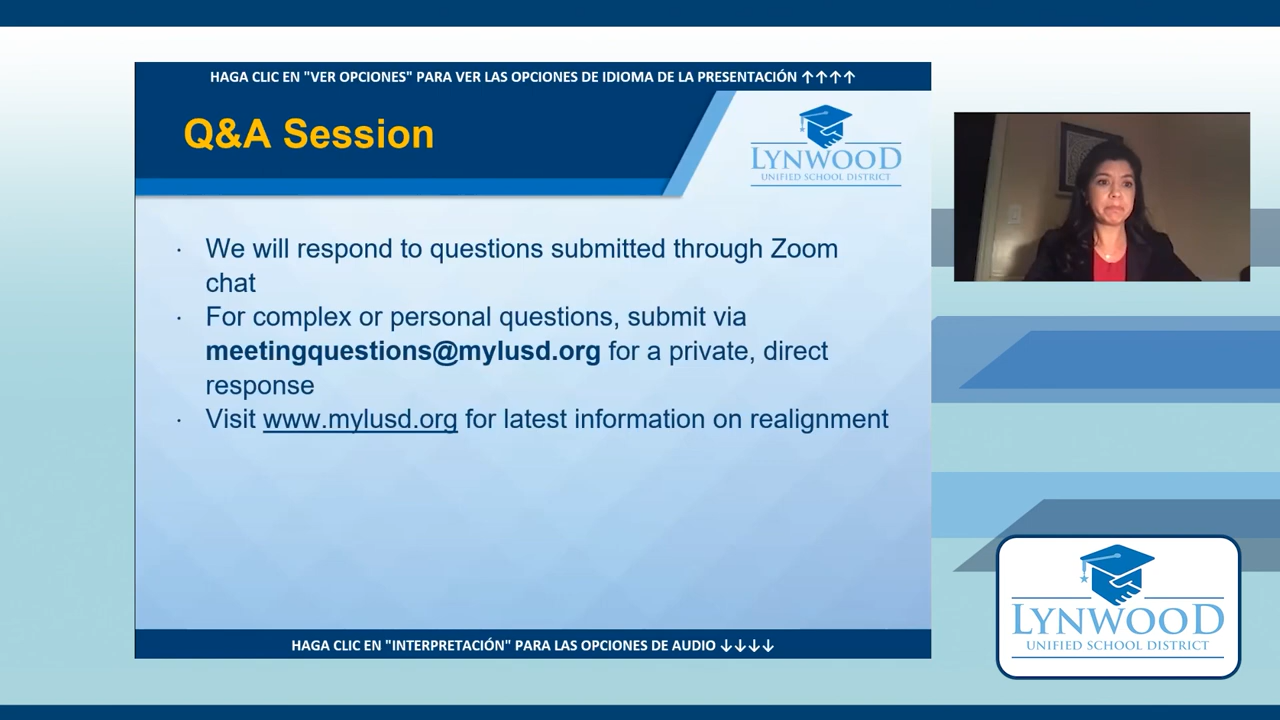 HAGA CLIC EN "VER OPCIONES" PARA VER LAS OPCIONES DE IDIOMA DE LA PRESENTACIÓN ↑↑↑↑
Q&A Session
LYNWOOD
UNIFIED SCHOOL DISTRICT
· We will respond to questions submitted through Zoom
chat
· For complex or personal questions, submit via
meetingquestions@mylusd.org for a private, direct
response
· Visit www.mylusd.org for latest information on realignment
HAGA CLIC EN "INTERPRETACIÓN" PARA LAS OPCIONES DE AUDIO ↓↓↓↓
LYNWOOD
UNIFIED SCHOOL DISTRICT